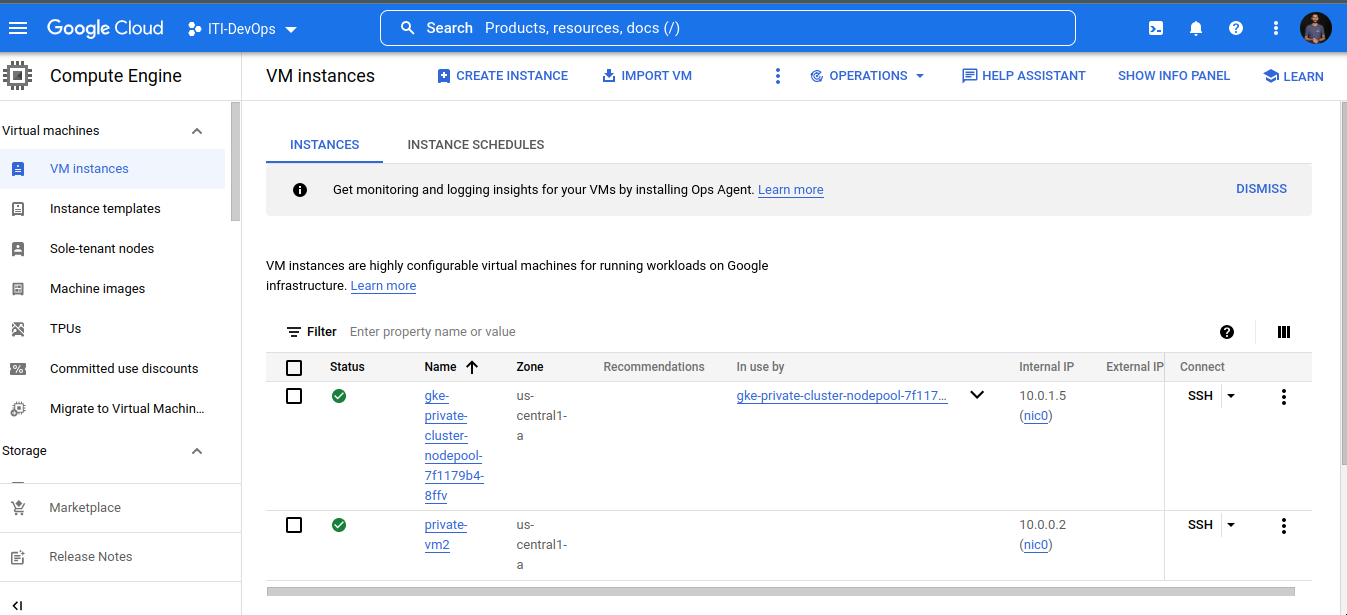 Google Cloud
ITI-DevOps
Search Products, resources, docs (/)
Compute Engine
VM instances
CREATE INSTANCE
IMPORT VM
OPERATIONS
HELP ASSISTANT
SHOW INFO PANEL
LEARN
Virtual machines
VM instances
Instance templates
Sole-tenant nodes
Machine images
TPUs
Committed use discounts
Migrate to Virtual Machin...
Storage
Marketplace
Release Notes
INSTANCES
INSTANCE SCHEDULES
Get monitoring and logging insights for your VMs by installing Ops Agent. Learn more
DISMISS
VM instances are highly configurable virtual machines for running workloads on Google
infrastructure. Learn more
Filter Enter property name or value
Status Name Zone Recommendations In use by Internal IP External IP Connect
gke-
private-
cluster-
nodepool-
7f1179b4-
8ffv
us-
central1-
a
gke-private-cluster-nodepool-7f117...
10.0.1.5
(nic0)
SSH
private-
vm2
us-
central1-
a
10.0.0.2
(nic0)
SSH